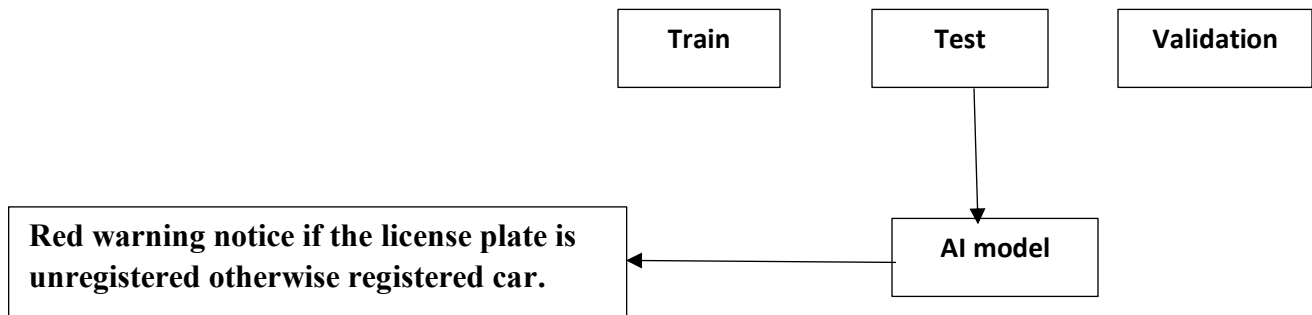 Train
Test
Validation
AI model
Red warning notice if the license plate is
unregistered otherwise registered car.